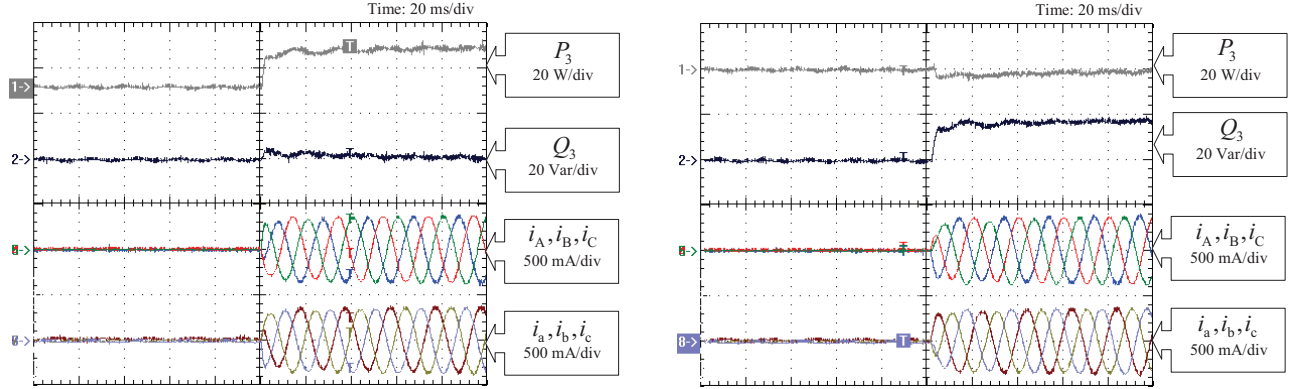 Time: 20 ms/div
P3
20 W/div
Q3
20 Var/div
iA,iB,iC
500 mA/div
ia,ib,ic
500 mA/div
1->
T
2->
Time: 20 ms/div
P3
20 W/div
Q3
20 Var/div
iA,iB,iC
500 mA/div
ia,ib,ic
500 mA/div
1->
2->
8->
T